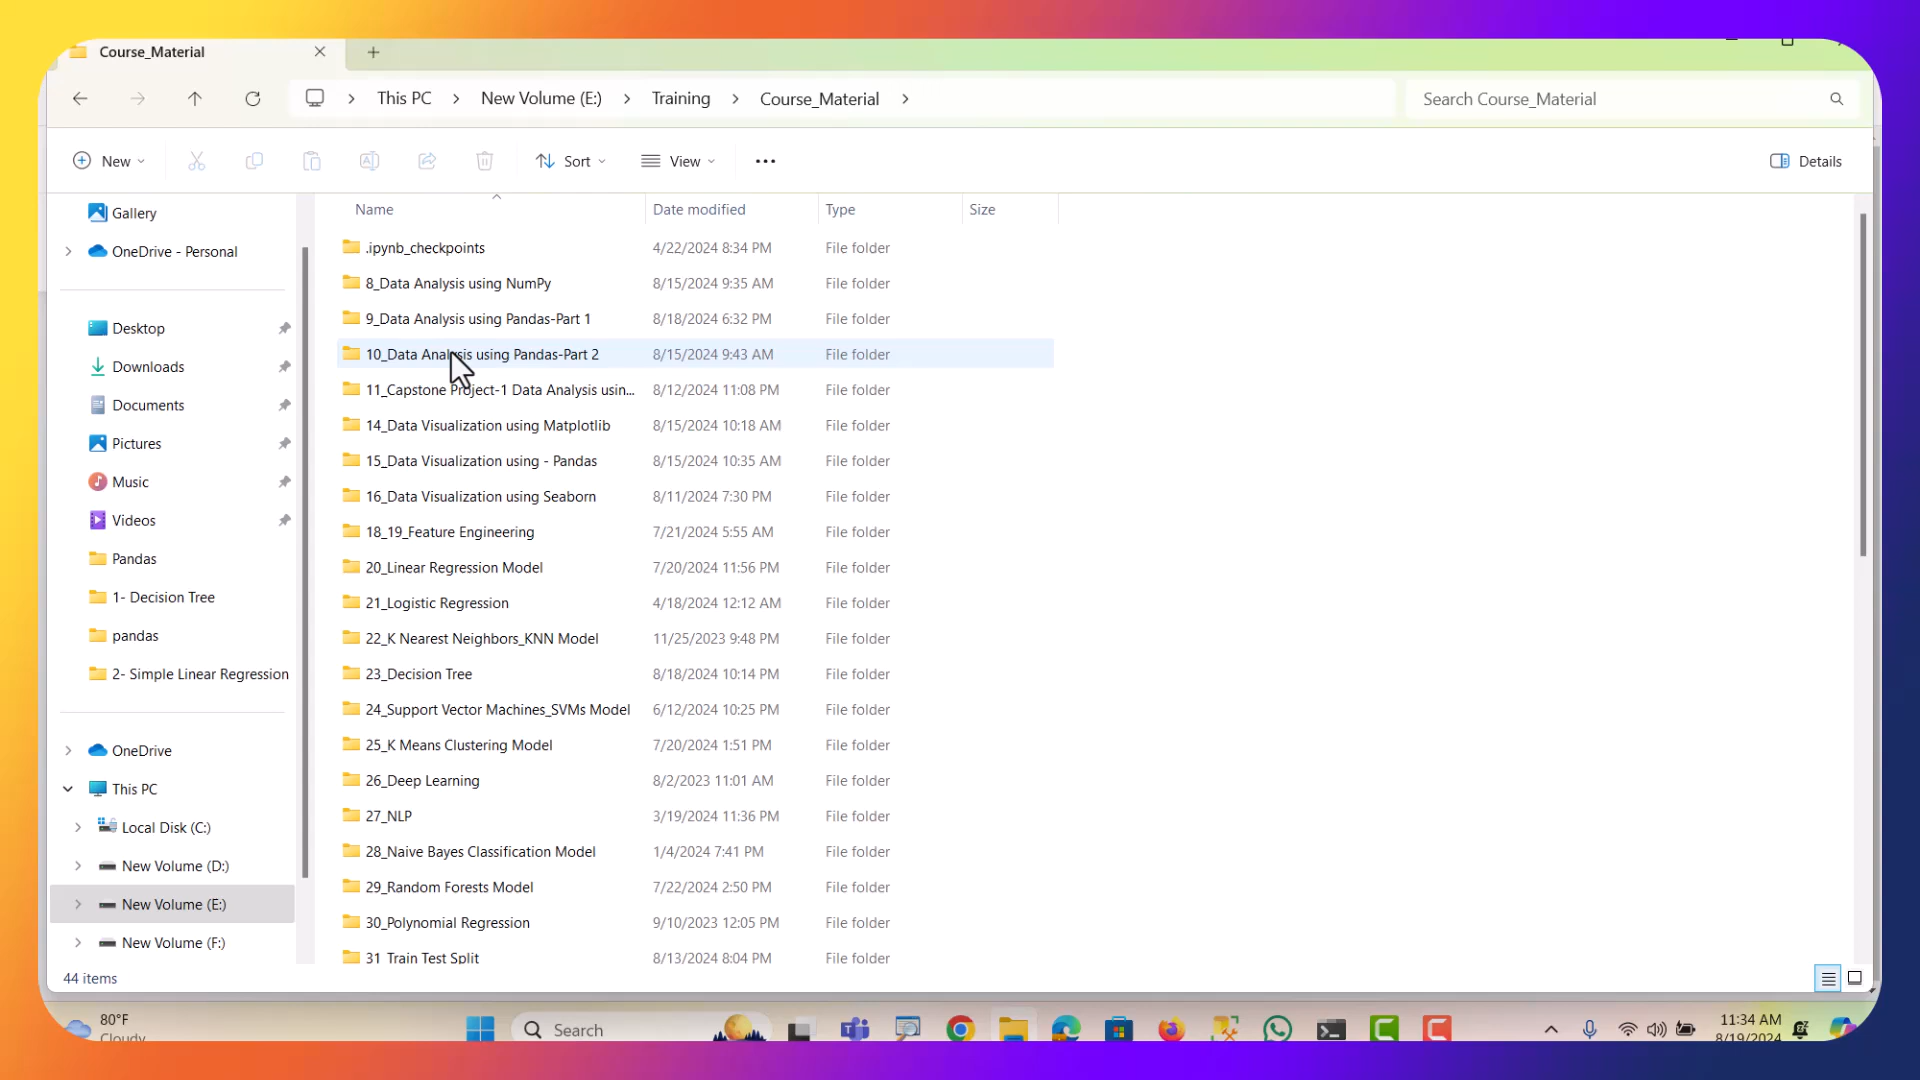 Course_Material
This PC
New Volume (E:)
Training
Course_Material
Search Course_Material
New
Sort
View
Details
Gallery
OneDrive - Personal
Desktop
Downloads
Documents
Pictures
Music
Videos
Pandas
1- Decision Tree
pandas
2- Simple Linear Regression
OneDrive
This PC
Local Disk (C:)
New Volume (D:)
New Volume (E:)
New Volume (F:)
Name Date modified Type Size
.ipynb_checkpoints 4/22/2024 8:34 PM File folder
8_Data Analysis using NumPy 8/15/2024 9:35 AM File folder
9_Data Analysis using Pandas-Part 1 8/18/2024 6:32 PM File folder
10_Data Analysis using Pandas-Part 2 8/15/2024 9:43 AM File folder
11_Capstone Project-1 Data Analysis usin... 8/12/2024 11:08 PM File folder
14_Data Visualization using Matplotlib 8/15/2024 10:18 AM File folder
15_Data Visualization using - Pandas 8/15/2024 10:35 AM File folder
16_Data Visualization using Seaborn 8/11/2024 7:30 PM File folder
18_19_Feature Engineering 7/21/2024 5:55 AM File folder
20_Linear Regression Model 7/20/2024 11:56 PM File folder
21_Logistic Regression 4/18/2024 12:12 AM File folder
22_K Nearest Neighbors_KNN Model 11/25/2023 9:48 PM File folder
23_Decision Tree 8/18/2024 10:14 PM File folder
24_Support Vector Machines_SVMs Model 6/12/2024 10:25 PM File folder
25_K Means Clustering Model 7/20/2024 1:51 PM File folder
26_Deep Learning 8/2/2023 11:01 AM File folder
27_NLP 3/19/2024 11:36 PM File folder
28_Naive Bayes Classification Model 1/4/2024 7:41 PM File folder
29_Random Forests Model 7/22/2024 2:50 PM File folder
30_Polynomial Regression 9/10/2023 12:05 PM File folder
31_Train Test Split 8/13/2024 8:04 PM File folder
44 items
80°F
Cloudy
Search
11:34 AM
8/19/2024